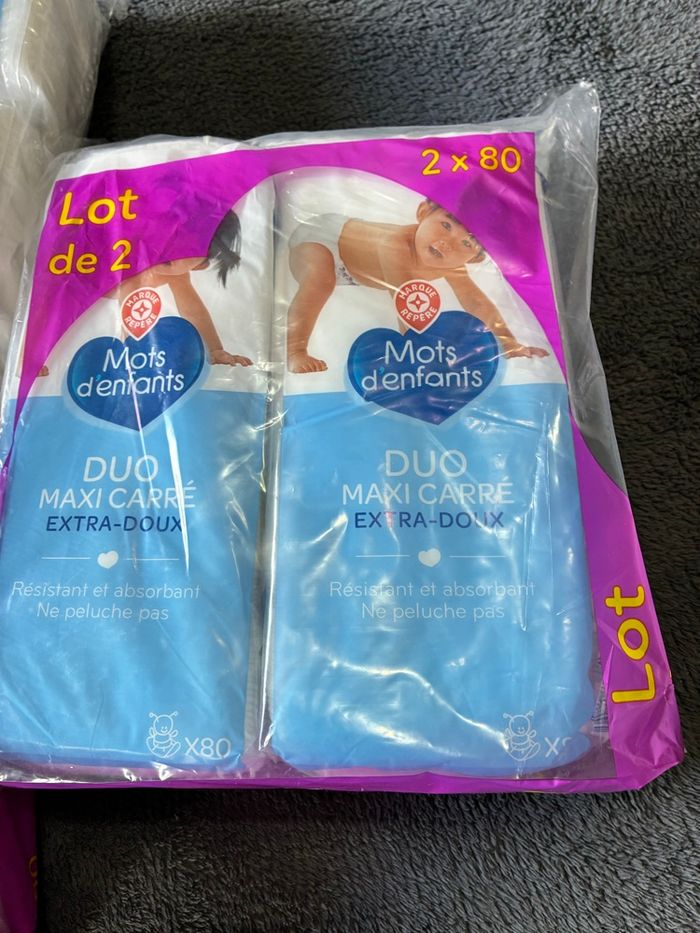 Lot
de 2
2 x 80
MARQUE
REPÈRE
Mots
d'enfants
DUO
MAXI CARRÉ
EXTRA-DOUX
Résistant et absorbant
Ne peluche pas
X80
MARQUE
REPÈRE
Mots
d'enfants
DUO
MAXI CARRÉ
EXTRA-DOUX
Résistant et absorbant
Ne peluche pas
Lot